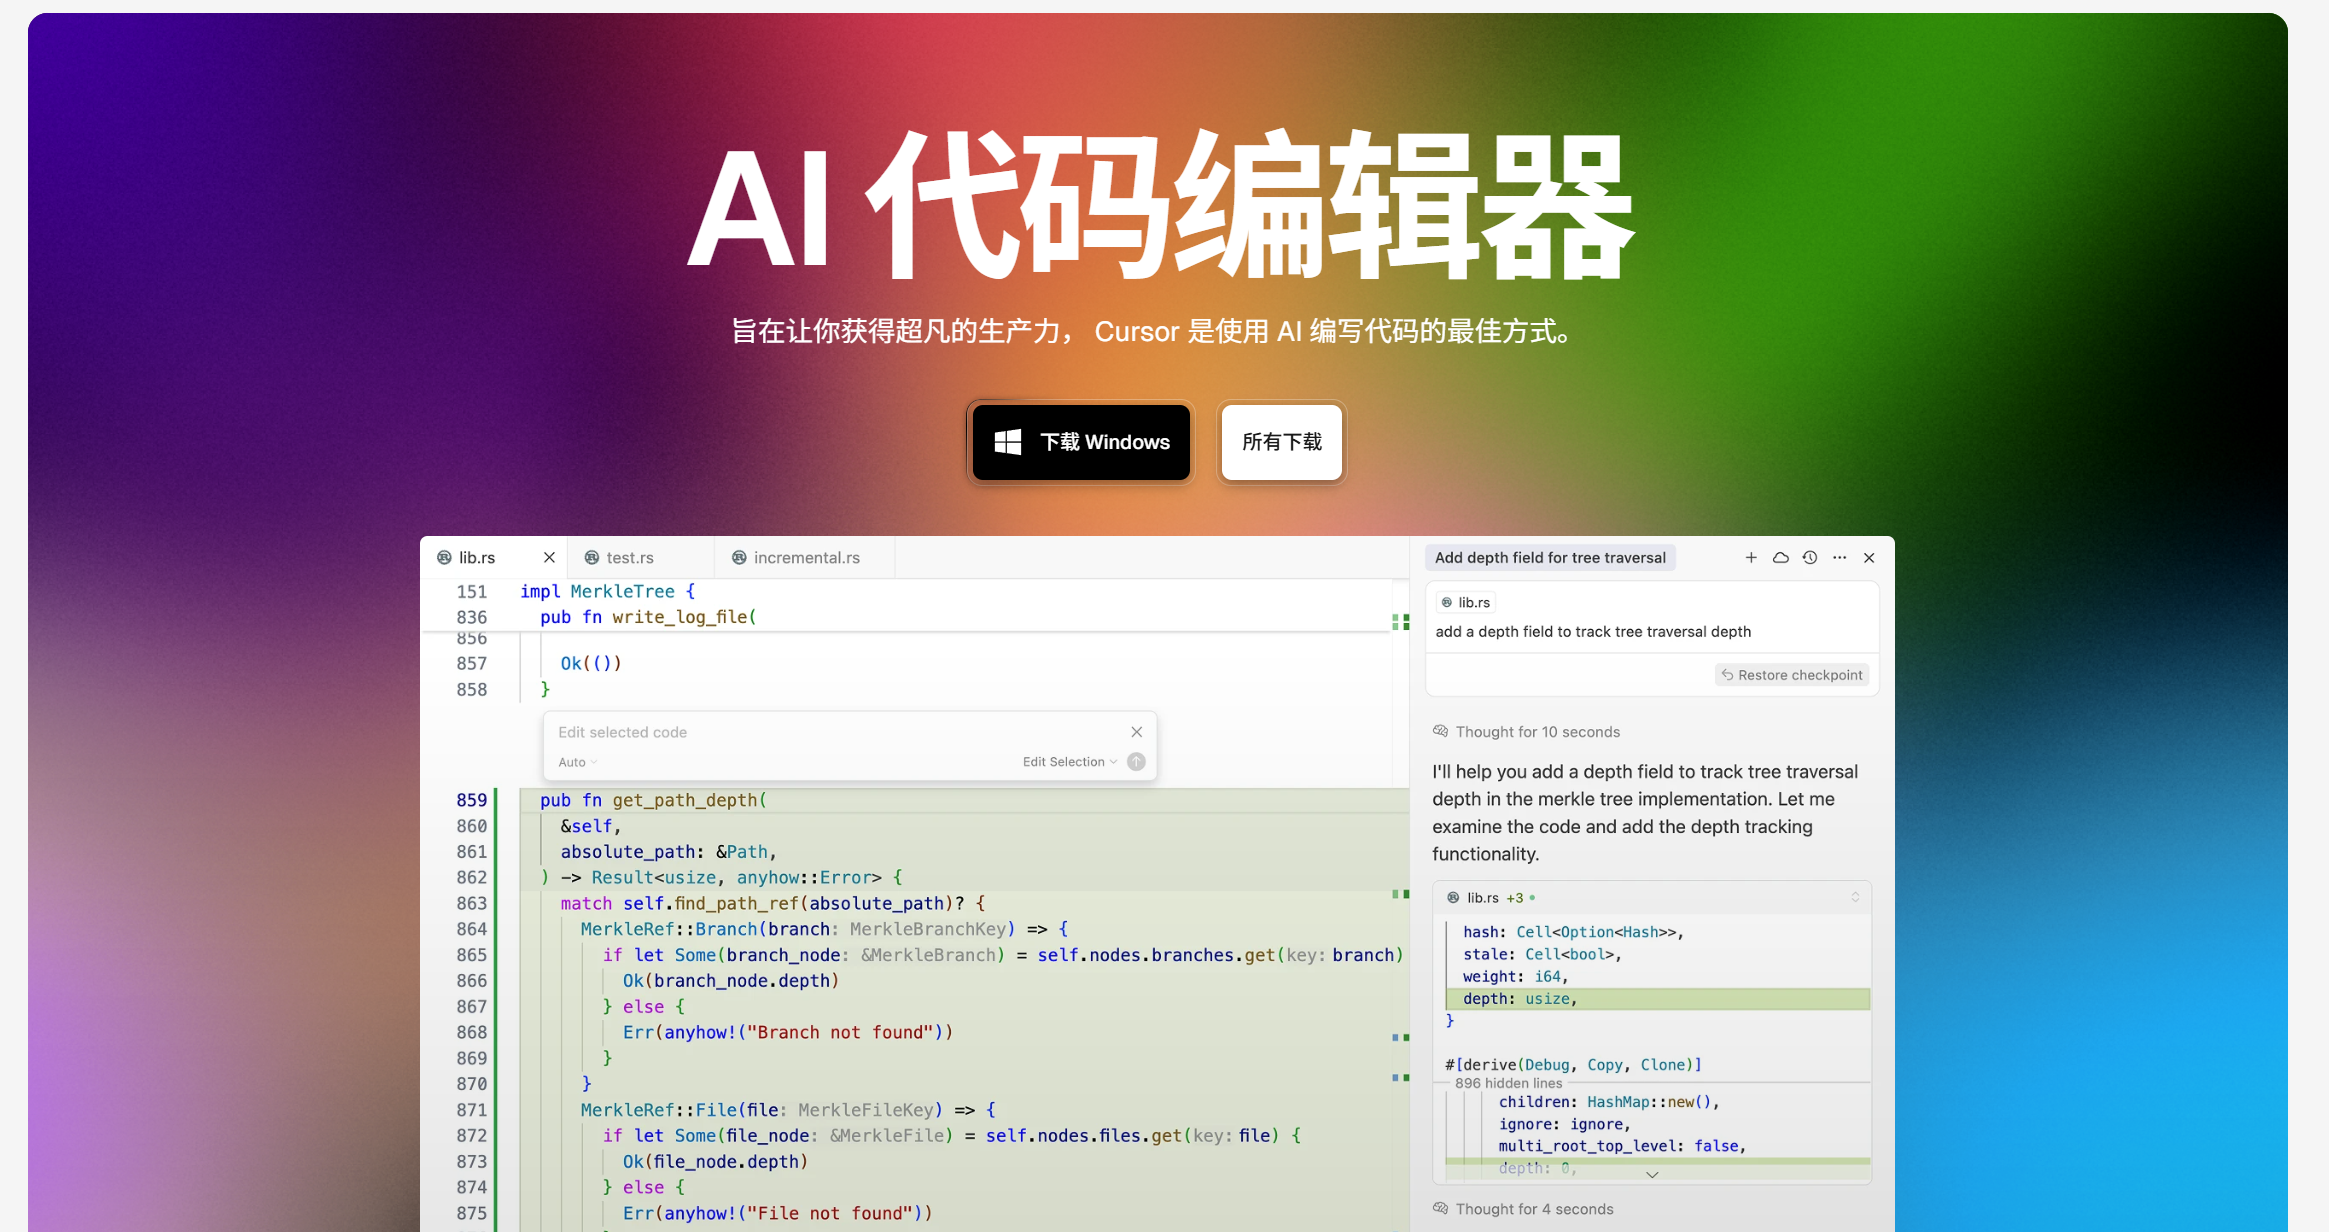 AI 代码编辑器
旨在让你获得超凡的生产力， Cursor 是使用 AI 编写代码的最佳方式。
下载 Windows
所有下载
lib.rs
test.rs
incremental.rs
151 impl MerkleTree {
836 pub fn write_log_file(
856
857 Ok(())
858 }
Edit selected code
Auto
Edit Selection
859 pub fn get_path_depth(
860 &self,
861 absolute_path: &Path,
862 ) -> Result<usize, anyhow::Error> {
863 match self.find_path_ref(absolute_path)? {
864 MerkleRef::Branch(branch: MerkleBranchKey) => {
865 if let Some(branch_node: &MerkleBranch) = self.nodes.branches.get(key: branch)
866 Ok(branch_node.depth)
867 } else {
868 Err(anyhow!("Branch not found"))
869 }
870 }
871 MerkleRef::File(file: MerkleFileKey) => {
872 if let Some(file_node: &MerkleFile) = self.nodes.files.get(key: file) {
873 Ok(file_node.depth)
874 } else {
875 Err(anyhow!("File not found"))
Add depth field for tree traversal
lib.rs
add a depth field to track tree traversal depth
Restore checkpoint
Thought for 10 seconds
I'll help you add a depth field to track tree traversal
depth in the merkle tree implementation. Let me
examine the code and add the depth tracking
functionality.
lib.rs +3
hash: Cell<Option<Hash>>,
stale: Cell<bool>,
weight: i64,
depth: usize,
}
#[derive(Debug, Copy, Clone)]
896 hidden lines
children: HashMap::new(),
ignore: ignore,
multi_root_top_level: false,
depth: 0,
Thought for 4 seconds